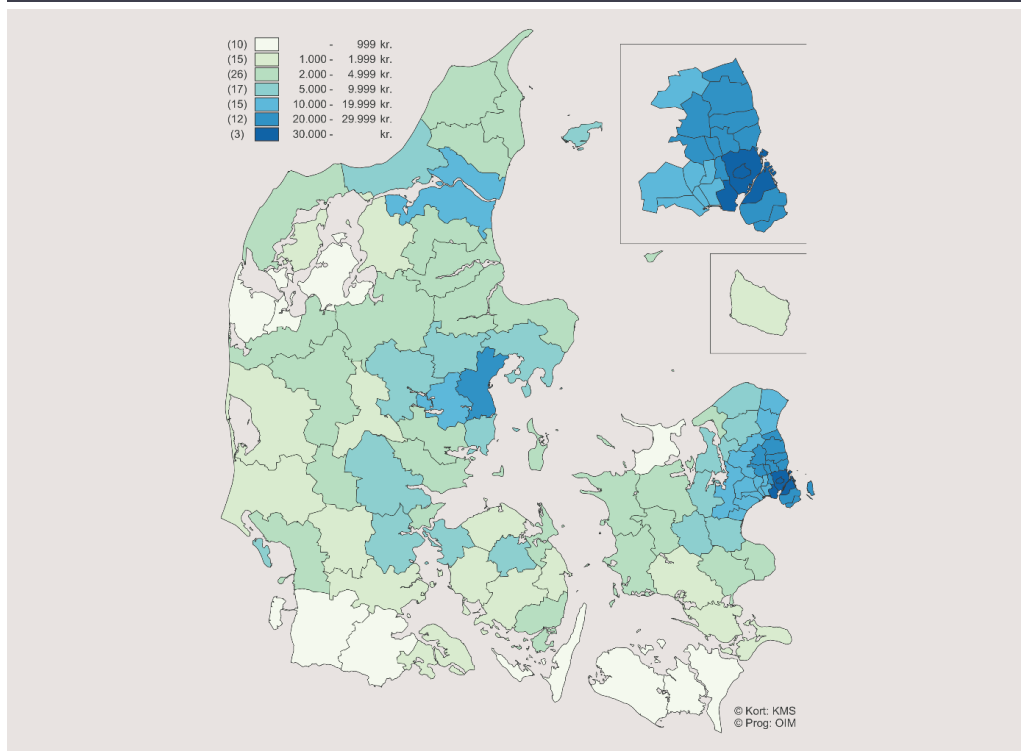 (10) - 999 kr.
(15) 1.000 - 1.999 kr.
(26) 2.000 - 4.999 kr.
(17) 5.000 - 9.999 kr.
(15) 10.000 - 19.999 kr.
(12) 20.000 - 29.999 kr.
(3) 30.000 - kr.
© Kort: KMS
© Prog: OIM